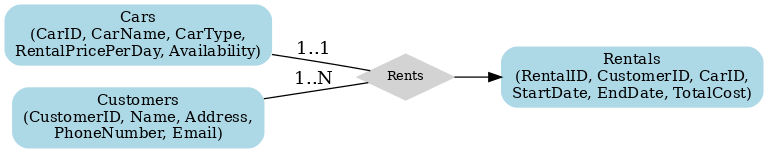 Cars
(CarID, CarName, CarType,
RentalPricePerDay, Availability)
1..1
Customers
(CustomerID, Name, Address,
PhoneNumber, Email)
1..N
Rents
Rentals
(RentalID, CustomerID, CarID,
StartDate, EndDate, TotalCost)